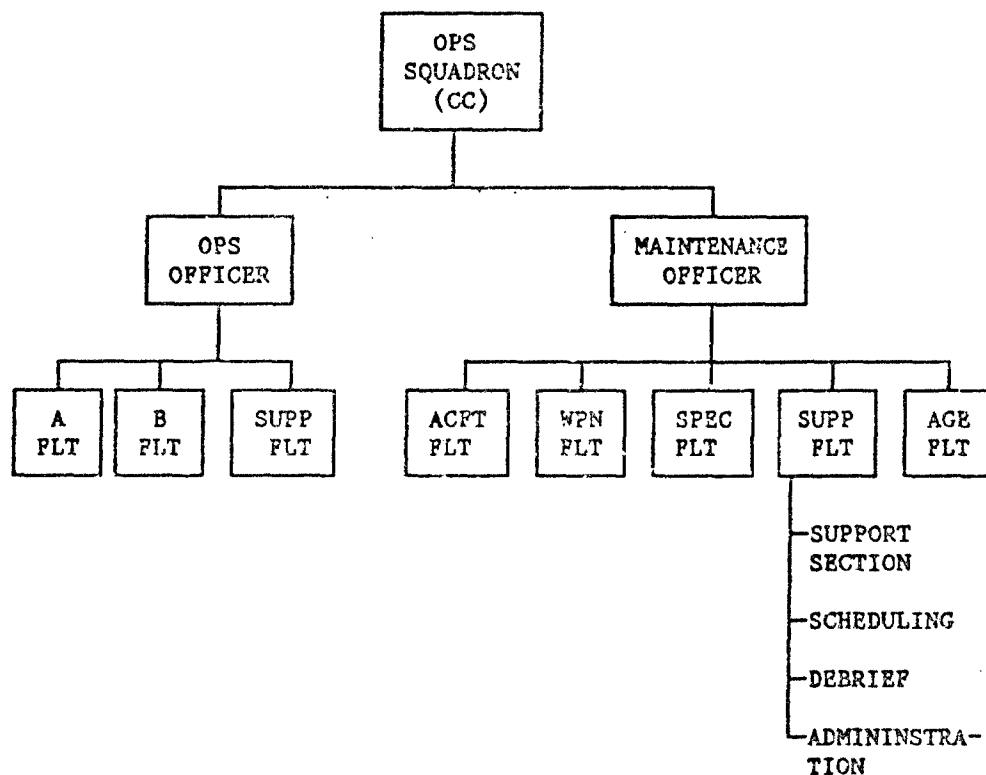 OPS
SQUADRON
(CC)
OPS
OFFICER
MAINTENANCE
OFFICER
A
FLT
B
FLT
SUPP
FLT
ACFT
FLT
WPN
FLT
SPEC
FLT
SUPP
FLT
AGE
FLT
SUPPORT
SECTION
SCHEDULING
DEBRIEF
ADMININSTRA-
TION